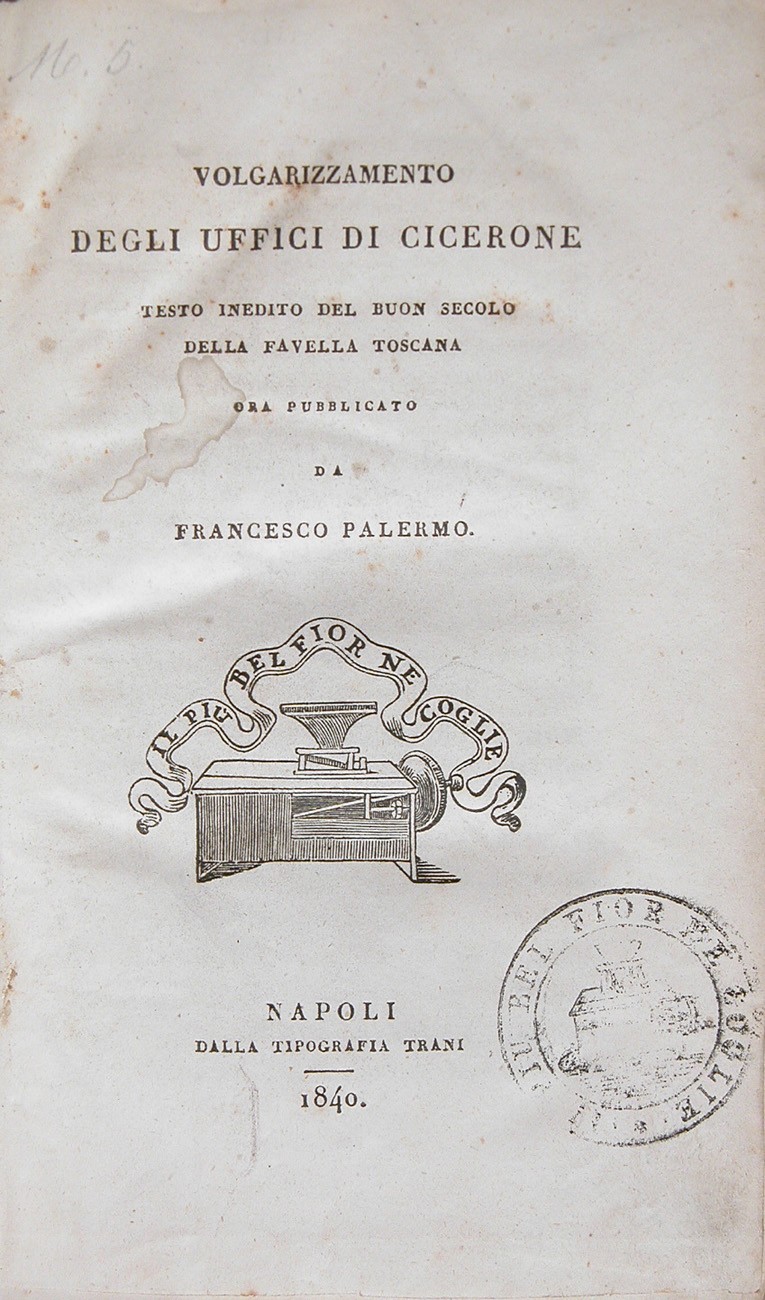 M. 5.
VOLGARIZZAMENTO
DEGLI UFFICI DI CICERONE
TESTO INEDITO DEL BUON SECOLO
DELLA FAVELLA TOSCANA
ORA PUBBLICATO
DA
FRANCESCO PALERMO.
IL PIÙ BEL FIOR NE COGLIE
NAPOLI
DALLA TIPOGRAFIA TRANI
1840.
BEL FIOR NE COGLIE